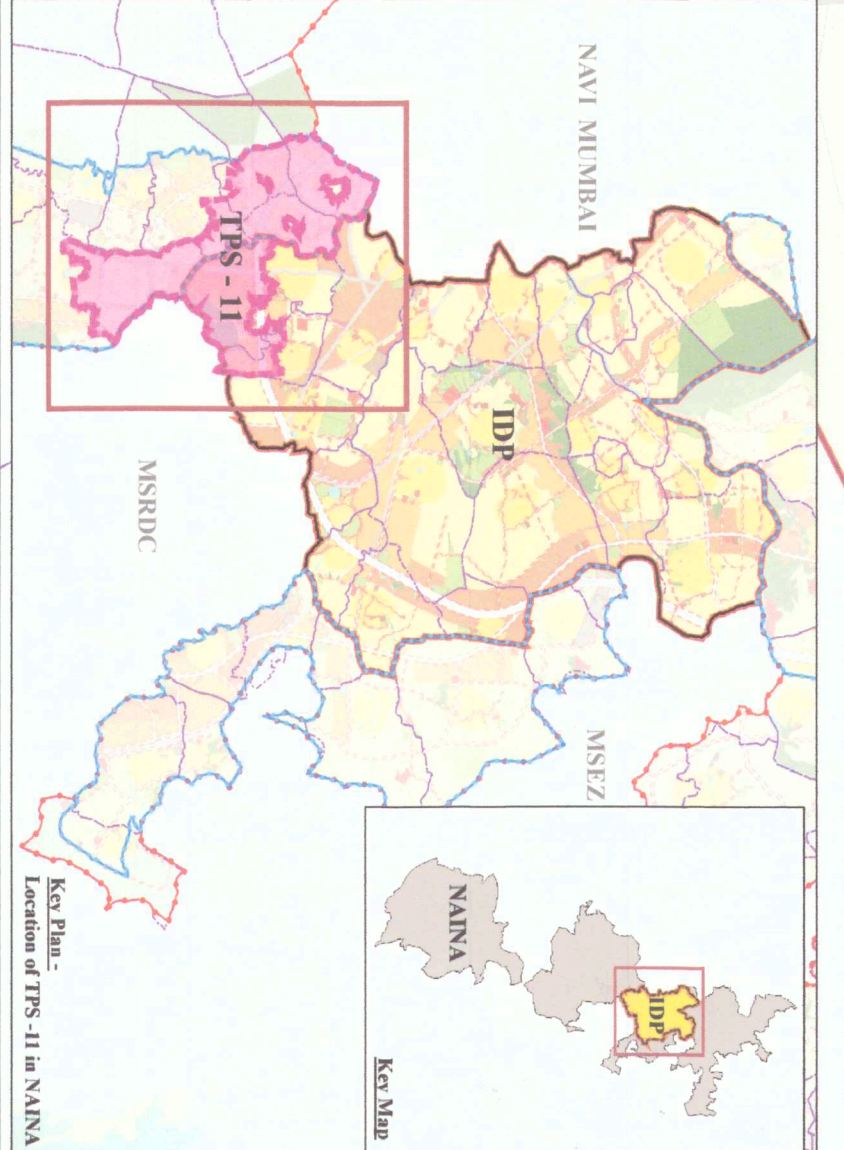 NAVI MUMBAI
IDP
TPS - 11
MSRDC
MSEZ
NAINA
IDP
Key Map
Key Plan -
Location of TPS -11 in NAINA